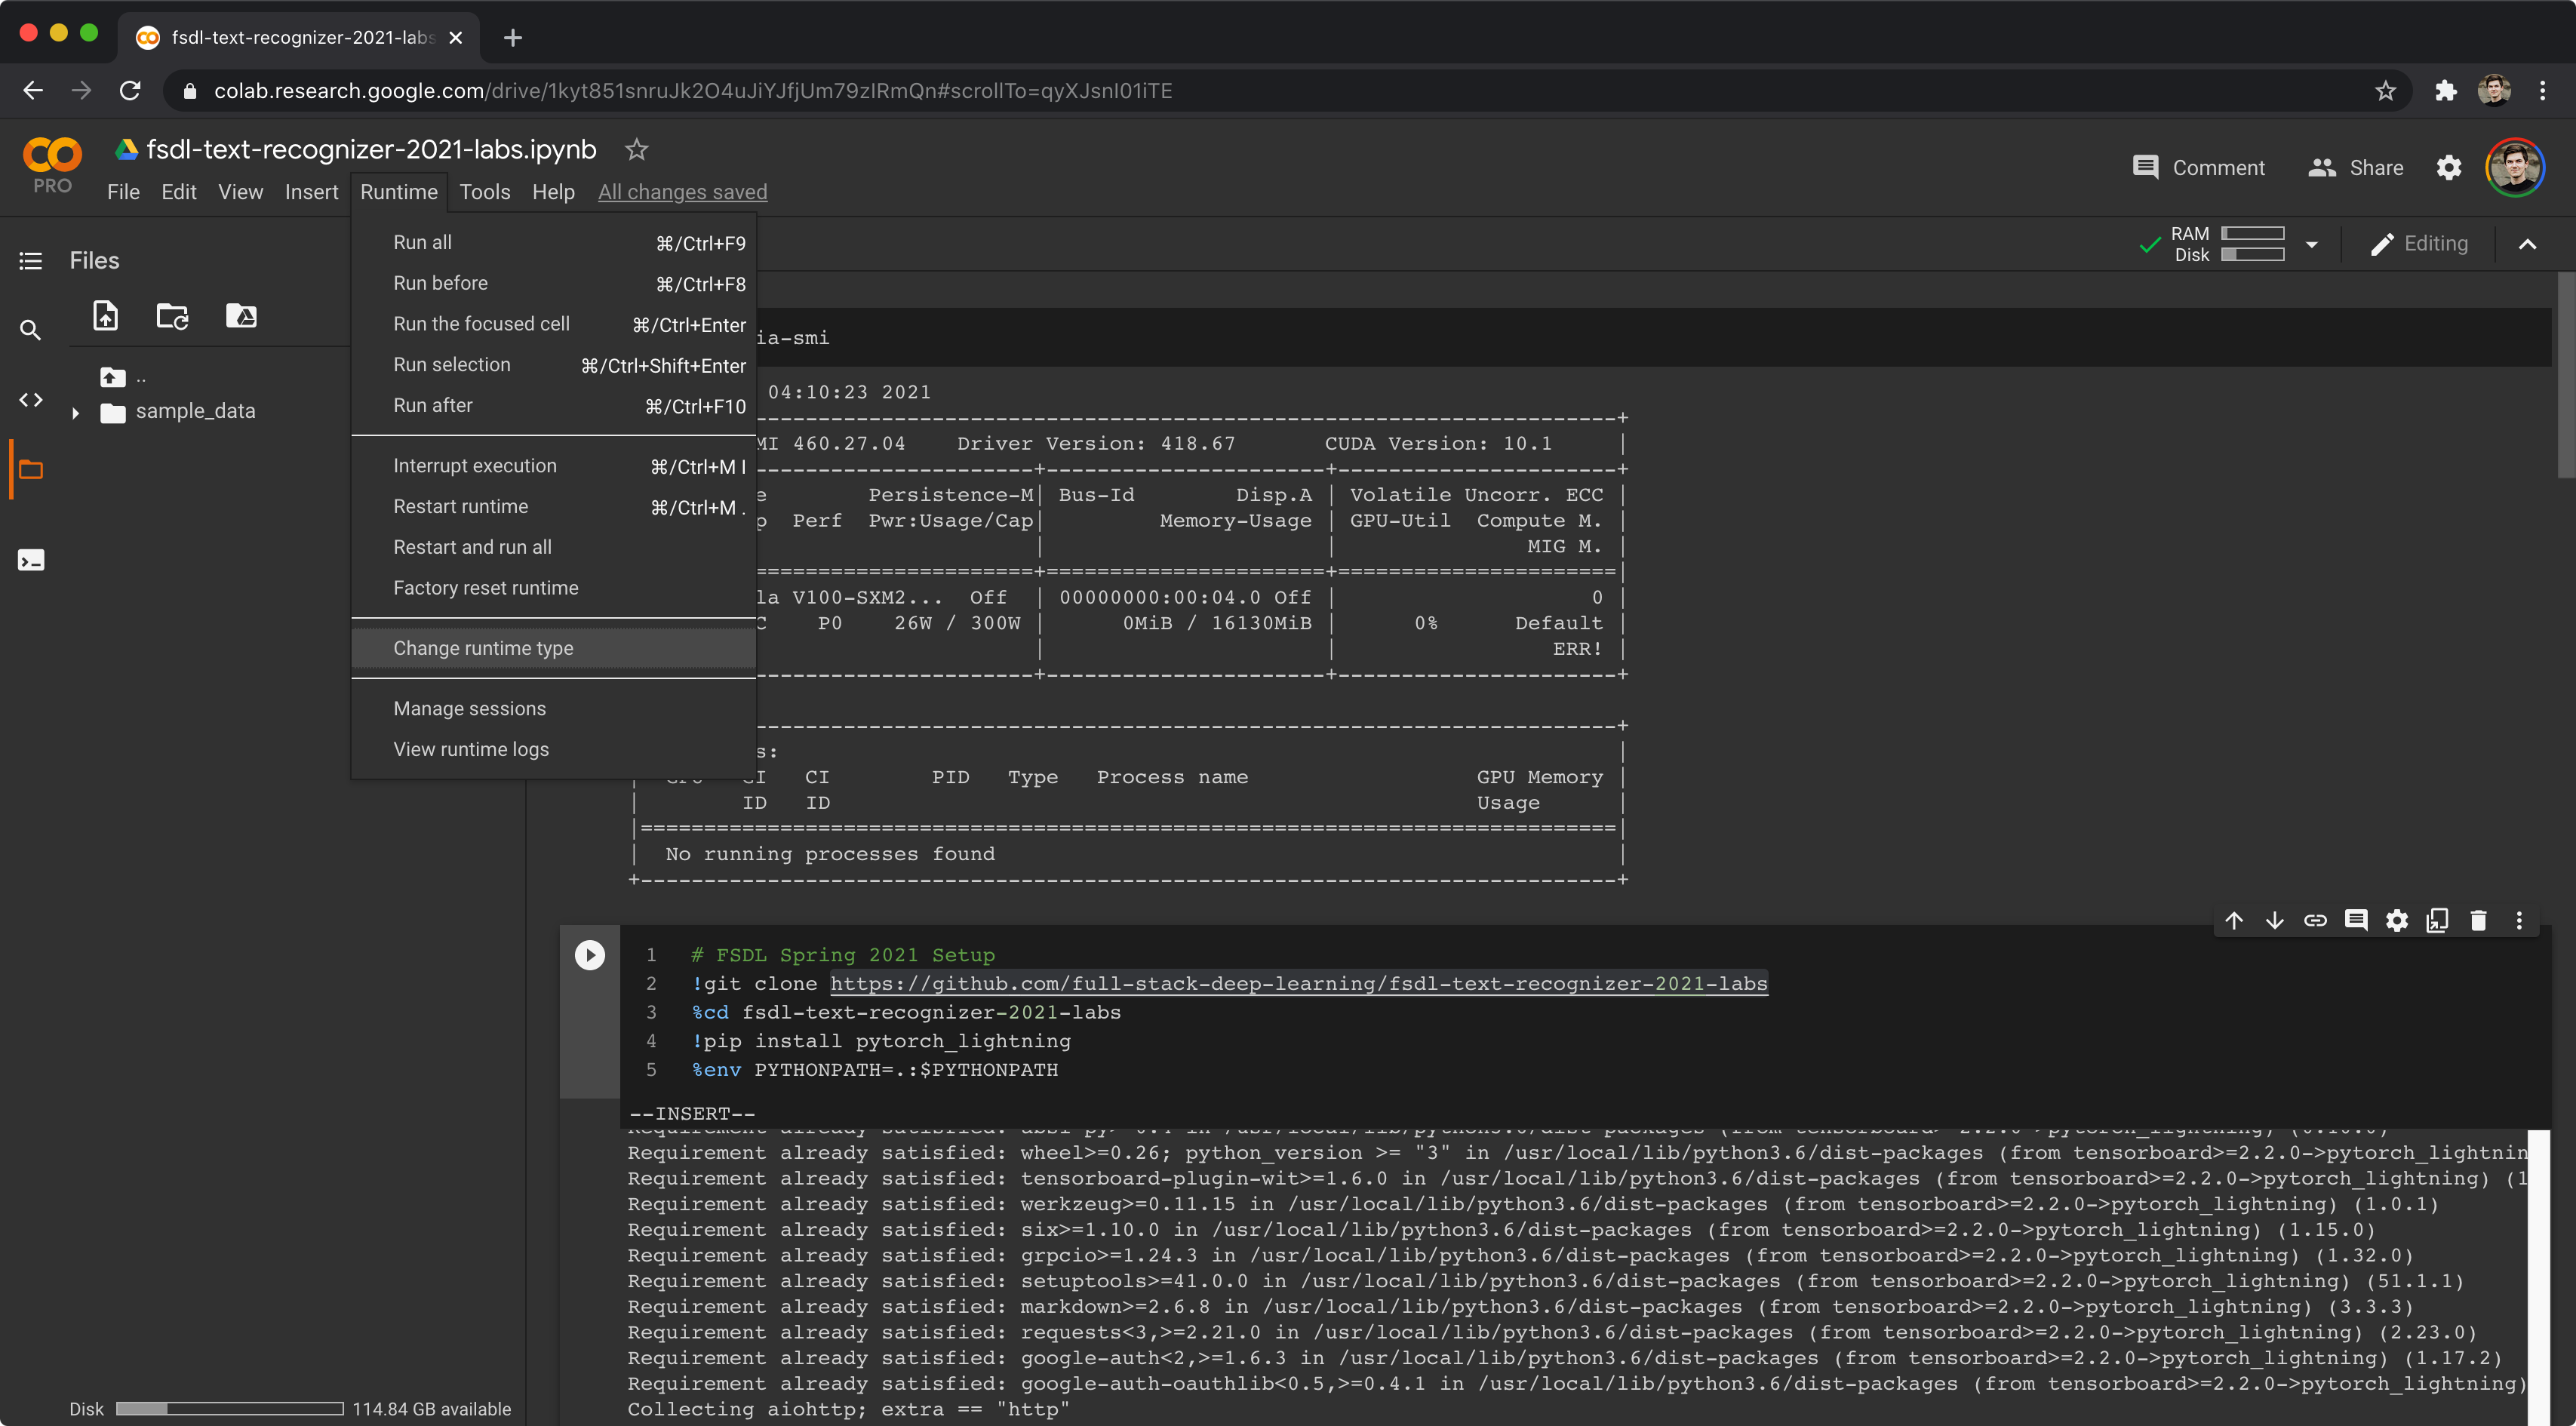 fsdl-text-recognizer-2021-labs
colab.research.google.com/drive/1kyt851snruJk2O4uJiYJfjUm79zIRmQn#scrollTo=qyXJsnI01iTE
PRO
fsdl-text-recognizer-2021-labs.ipynb
Comment
Share
File Edit View Insert Runtime Tools Help All changes saved
RAM
Disk
Editing
Files
Run all ⌘/Ctrl+F9
Run before ⌘/Ctrl+F8
Run the focused cell ⌘/Ctrl+Enter
Run selection ⌘/Ctrl+Shift+Enter
Run after ⌘/Ctrl+F10
Interrupt execution ⌘/Ctrl+M I
Restart runtime ⌘/Ctrl+M .
Restart and run all
Factory reset runtime
Change runtime type
Manage sessions
View runtime logs
..
sample_data
ia-smi
04:10:23 2021
-------------------------------------------------------------------+
MI 460.27.04 Driver Version: 418.67 CUDA Version: 10.1 |
----------------------+----------------------+----------------------+
e Persistence-M| Bus-Id Disp.A | Volatile Uncorr. ECC |
p Perf Pwr:Usage/Cap| Memory-Usage | GPU-Util Compute M. |
| | MIG M. |
======================+======================+======================|
la V100-SXM2... Off | 00000000:00:04.0 Off | 0 |
C P0 26W / 300W | 0MiB / 16130MiB | 0% Default |
| | ERR! |
----------------------+----------------------+----------------------+
-------------------------------------------------------------------+
s: |
| GI CI PID Type Process name GPU Memory |
| ID ID Usage |
|=============================================================================|
| No running processes found |
+-----------------------------------------------------------------------------+
1 # FSDL Spring 2021 Setup
2 !git clone https://github.com/full-stack-deep-learning/fsdl-text-recognizer-2021-labs
3 %cd fsdl-text-recognizer-2021-labs
4 !pip install pytorch_lightning
5 %env PYTHONPATH=.:$PYTHONPATH
--INSERT--
Requirement already satisfied: wheel>=0.26; python_version >= "3" in /usr/local/lib/python3.6/dist-packages (from tensorboard>=2.2.0->pytorch_lightnin
Requirement already satisfied: tensorboard-plugin-wit>=1.6.0 in /usr/local/lib/python3.6/dist-packages (from tensorboard>=2.2.0->pytorch_lightning) (1
Requirement already satisfied: werkzeug>=0.11.15 in /usr/local/lib/python3.6/dist-packages (from tensorboard>=2.2.0->pytorch_lightning) (1.0.1)
Requirement already satisfied: six>=1.10.0 in /usr/local/lib/python3.6/dist-packages (from tensorboard>=2.2.0->pytorch_lightning) (1.15.0)
Requirement already satisfied: grpcio>=1.24.3 in /usr/local/lib/python3.6/dist-packages (from tensorboard>=2.2.0->pytorch_lightning) (1.32.0)
Requirement already satisfied: setuptools>=41.0.0 in /usr/local/lib/python3.6/dist-packages (from tensorboard>=2.2.0->pytorch_lightning) (51.1.1)
Requirement already satisfied: markdown>=2.6.8 in /usr/local/lib/python3.6/dist-packages (from tensorboard>=2.2.0->pytorch_lightning) (3.3.3)
Requirement already satisfied: requests<3,>=2.21.0 in /usr/local/lib/python3.6/dist-packages (from tensorboard>=2.2.0->pytorch_lightning) (2.23.0)
Requirement already satisfied: google-auth<2,>=1.6.3 in /usr/local/lib/python3.6/dist-packages (from tensorboard>=2.2.0->pytorch_lightning) (1.17.2)
Requirement already satisfied: google-auth-oauthlib<0.5,>=0.4.1 in /usr/local/lib/python3.6/dist-packages (from tensorboard>=2.2.0->pytorch_lightning)
Collecting aiohttp; extra == "http"
Disk 114.84 GB available